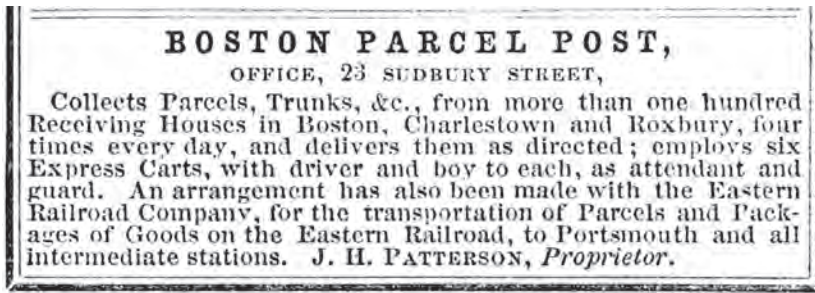 BOSTON PARCEL POST,
OFFICE, 23 SUDBURY STREET,
Collects Parcels, Trunks, &c., from more than one hundred
Receiving Houses in Boston, Charlestown and Roxbury, four
times every day, and delivers them as directed; employs six
Express Carts, with driver and boy to each, as attendant and
guard. An arrangement has also been made with the Eastern
Railroad Company, for the transportation of Parcels and Pack-
ages of Goods on the Eastern Railroad, to Portsmouth and all
intermediate stations. J. H. PATTERSON, Proprietor.